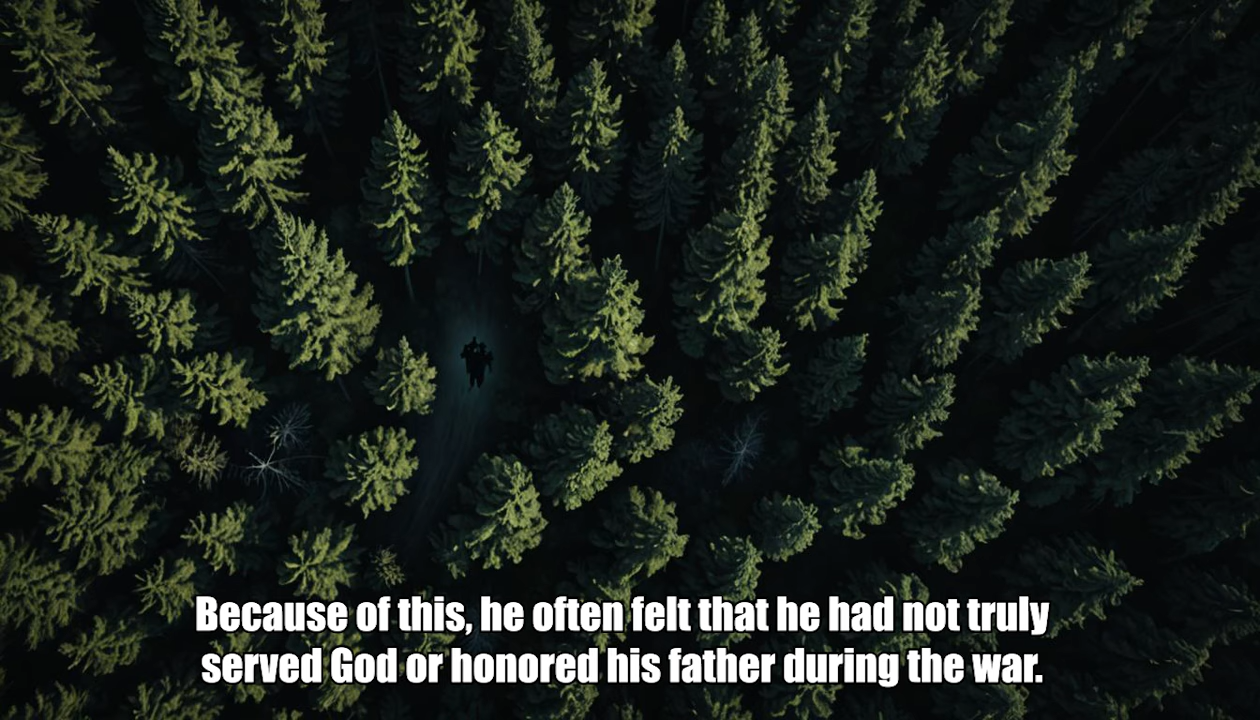 Because of this, he often felt that he had not truly
served God or honored his father during the war.